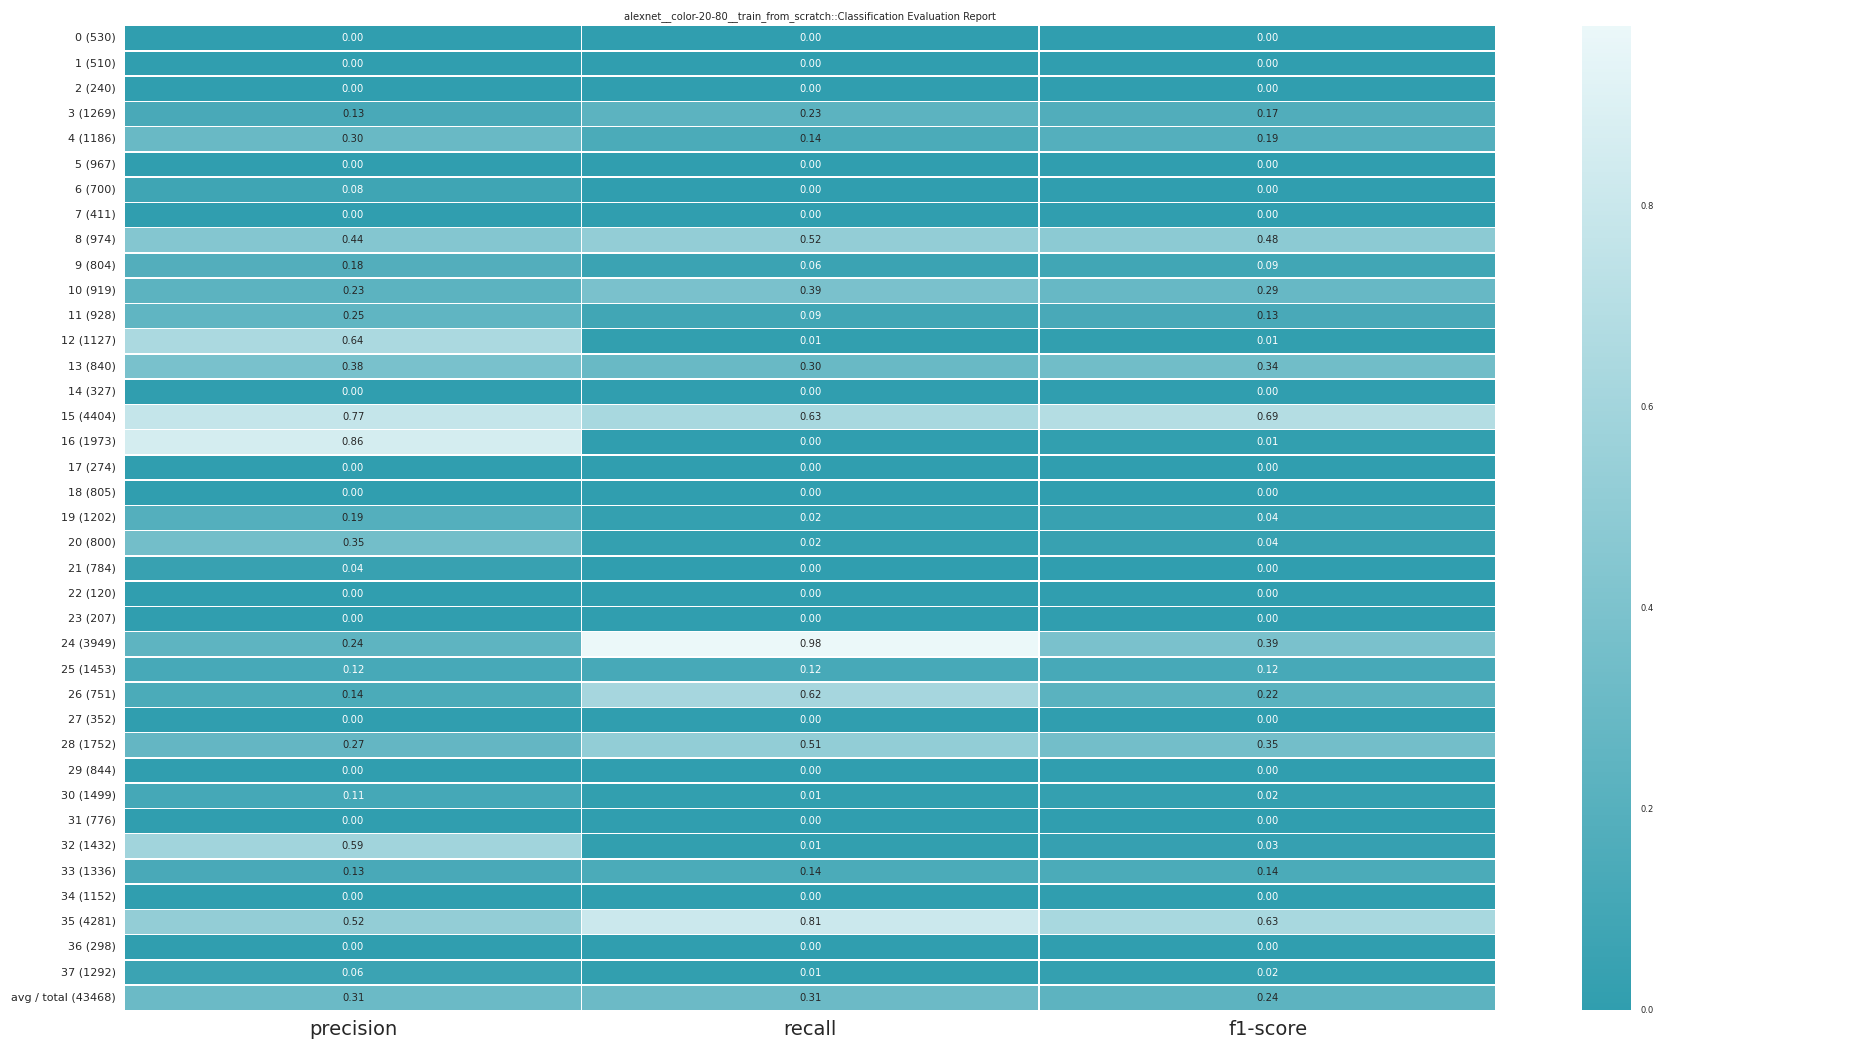 alexnet__color-20-80__train_from_scratch::Classification Evaluation Report
0 (530) 0.00 0.00 0.00
1 (510) 0.00 0.00 0.00
2 (240) 0.00 0.00 0.00
3 (1269) 0.13 0.23 0.17
4 (1186) 0.30 0.14 0.19
5 (967) 0.00 0.00 0.00
6 (700) 0.08 0.00 0.00
7 (411) 0.00 0.00 0.00
8 (974) 0.44 0.52 0.48
9 (804) 0.18 0.06 0.09
10 (919) 0.23 0.39 0.29
11 (928) 0.25 0.09 0.13
12 (1127) 0.64 0.01 0.01
13 (840) 0.38 0.30 0.34
14 (327) 0.00 0.00 0.00
15 (4404) 0.77 0.63 0.69
16 (1973) 0.86 0.00 0.01
17 (274) 0.00 0.00 0.00
18 (805) 0.00 0.00 0.00
19 (1202) 0.19 0.02 0.04
20 (800) 0.35 0.02 0.04
21 (784) 0.04 0.00 0.00
22 (120) 0.00 0.00 0.00
23 (207) 0.00 0.00 0.00
24 (3949) 0.24 0.98 0.39
25 (1453) 0.12 0.12 0.12
26 (751) 0.14 0.62 0.22
27 (352) 0.00 0.00 0.00
28 (1752) 0.27 0.51 0.35
29 (844) 0.00 0.00 0.00
30 (1499) 0.11 0.01 0.02
31 (776) 0.00 0.00 0.00
32 (1432) 0.59 0.01 0.03
33 (1336) 0.13 0.14 0.14
34 (1152) 0.00 0.00 0.00
35 (4281) 0.52 0.81 0.63
36 (298) 0.00 0.00 0.00
37 (1292) 0.06 0.01 0.02
avg / total (43468) 0.31 0.31 0.24
precision recall f1-score
0.8
0.6
0.4
0.2
0.0